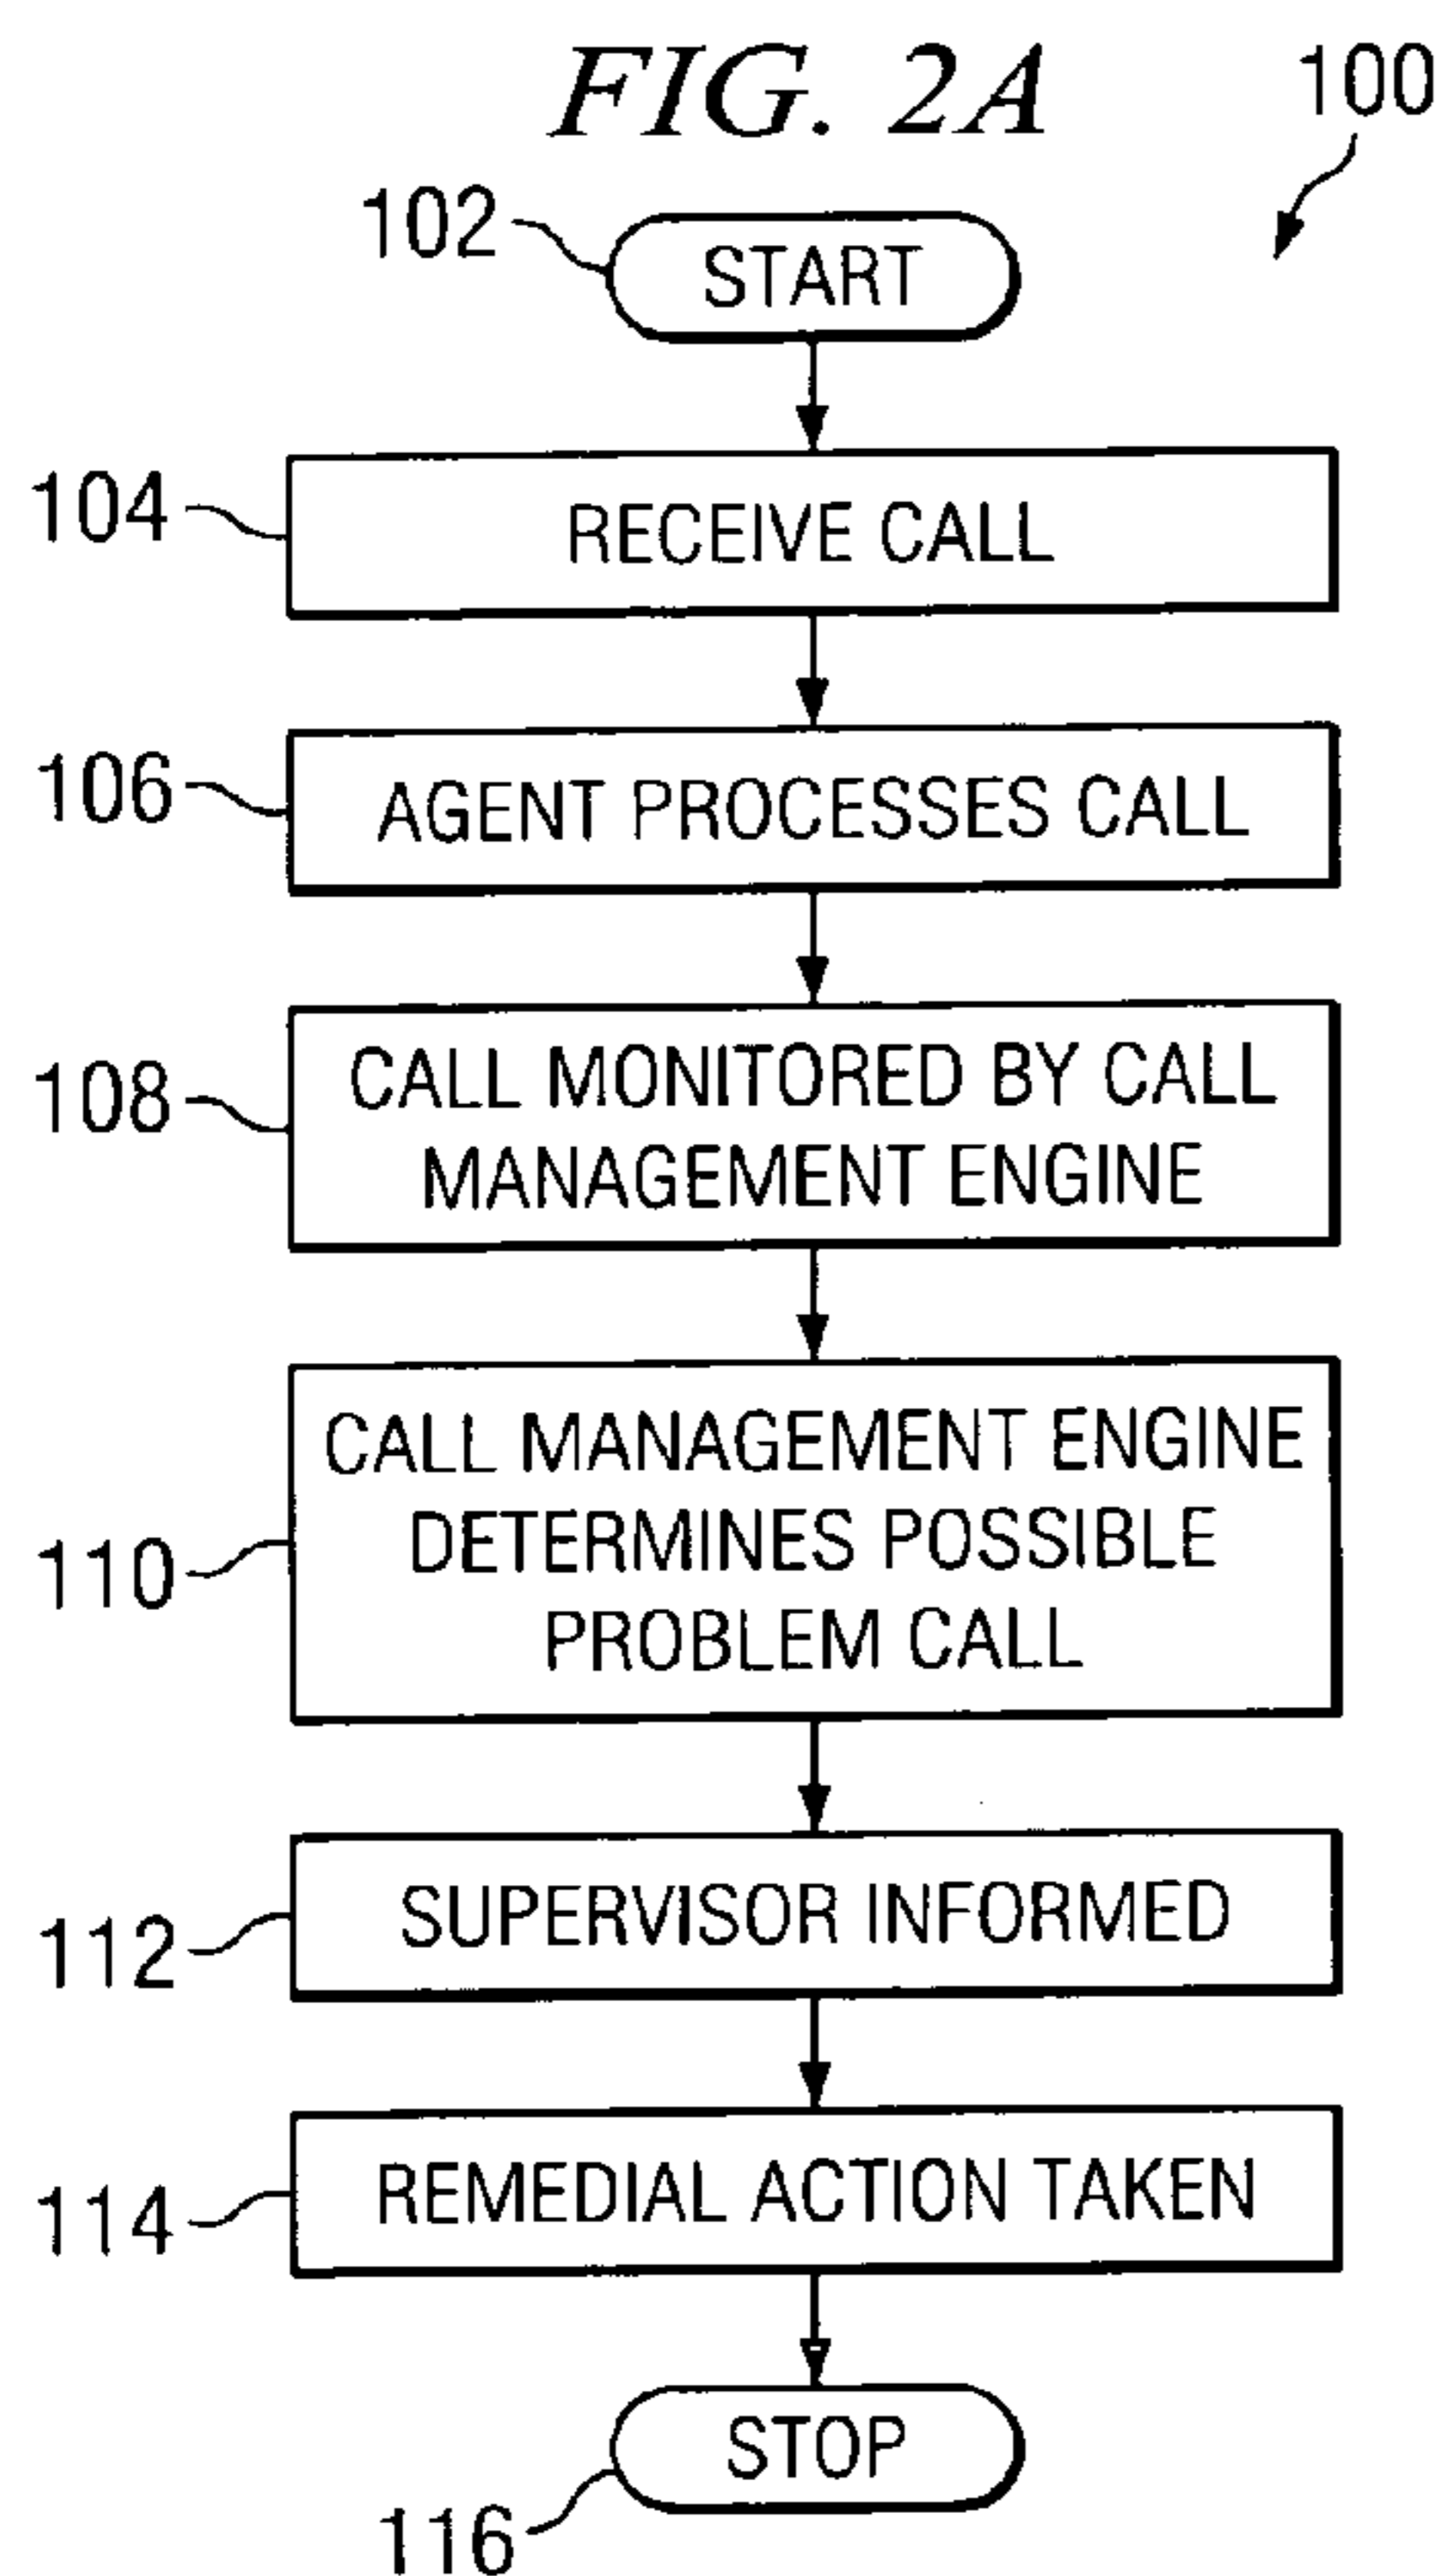 FIG. 2A
100
102
START
104
RECEIVE CALL
106
AGENT PROCESSES CALL
108
CALL MONITORED BY CALL
MANAGEMENT ENGINE
110
CALL MANAGEMENT ENGINE
DETERMINES POSSIBLE
PROBLEM CALL
112
SUPERVISOR INFORMED
114
REMEDIAL ACTION TAKEN
STOP
116